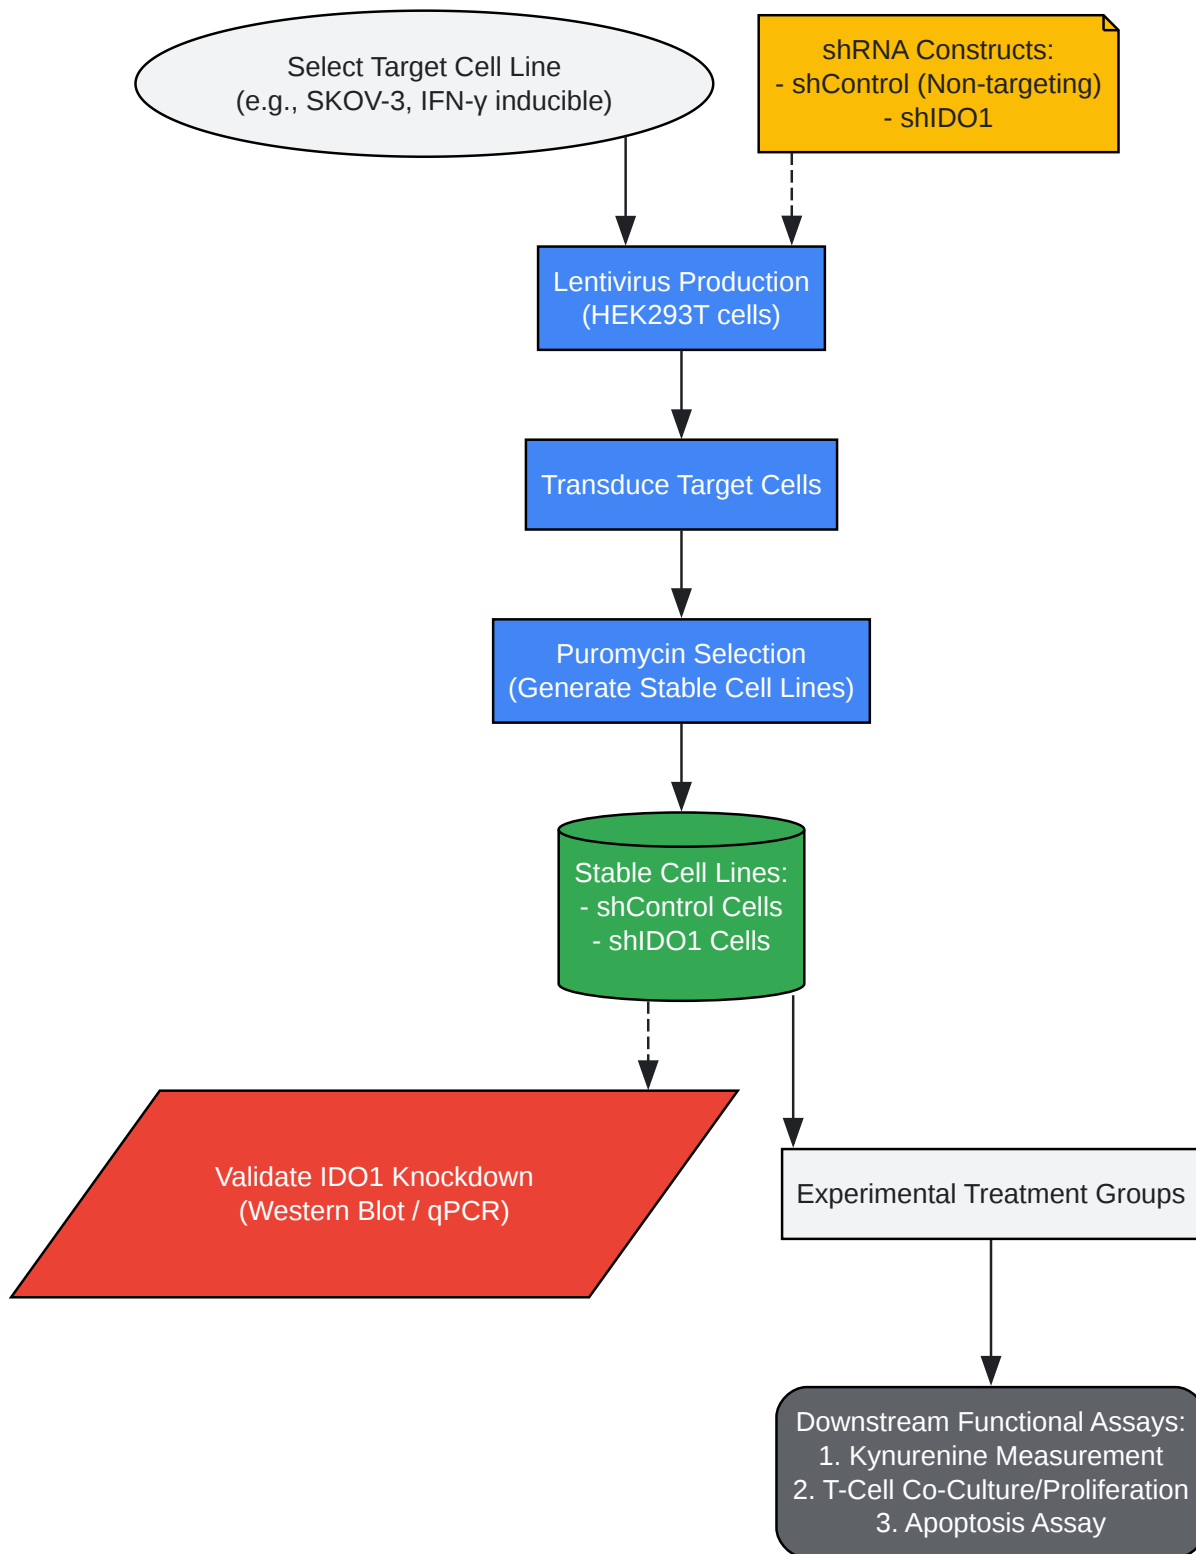 Select Target Cell Line
(e.g., SKOV-3, IFN-γ inducible)
shRNA Constructs:
- shControl (Non-targeting)
- shIDO1
Lentivirus Production
(HEK293T cells)
Transduce Target Cells
Puromycin Selection
(Generate Stable Cell Lines)
Stable Cell Lines:
- shControl Cells
- shIDO1 Cells
Validate IDO1 Knockdown
(Western Blot / qPCR)
Experimental Treatment Groups
Downstream Functional Assays:
1. Kynurenine Measurement
2. T-Cell Co-Culture/Proliferation
3. Apoptosis Assay